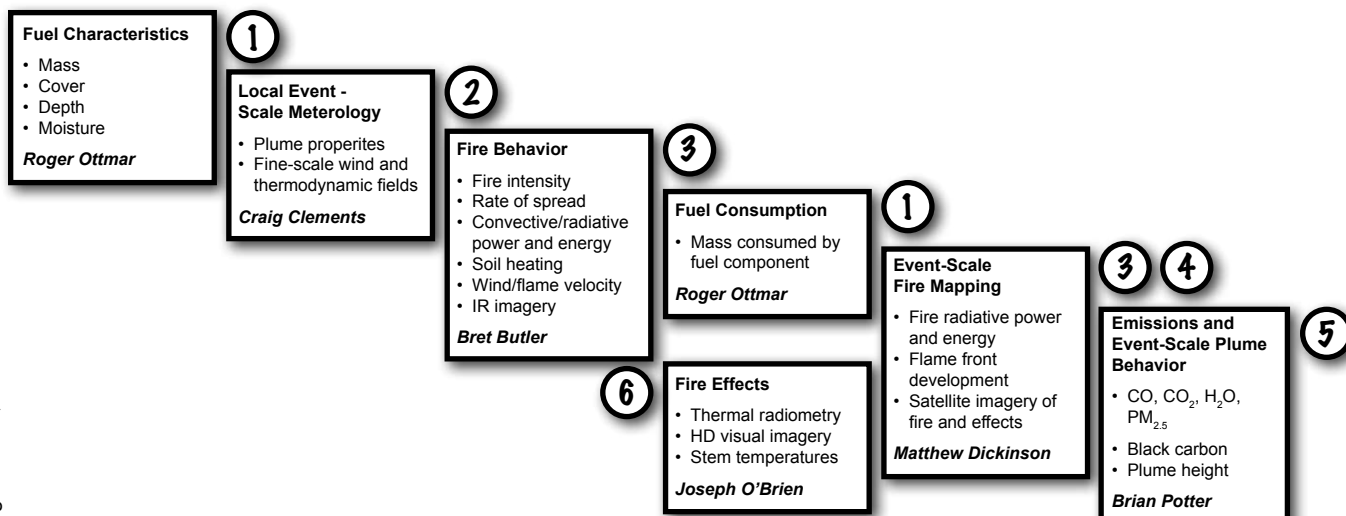 Fuel Characteristics
• Mass
• Cover
• Depth
• Moisture
Roger Ottmar
1
Local Event -
Scale Meterology
• Plume properites
• Fine-scale wind and
thermodynamic fields
Craig Clements
2
Fire Behavior
• Fire intensity
• Rate of spread
• Convective/radiative
power and energy
• Soil heating
• Wind/flame velocity
• IR imagery
Bret Butler
3
Fuel Consumption
• Mass consumed by
fuel component
Roger Ottmar
1
6
Fire Effects
• Thermal radiometry
• HD visual imagery
• Stem temperatures
Joseph O’Brien
Event-Scale
Fire Mapping
• Fire radiative power
and energy
• Flame front
development
• Satellite imagery of
fire and effects
Matthew Dickinson
3 4
Emissions and
Event-Scale Plume
Behavior
• CO, CO₂, H₂O,
PM₂.₅
• Black carbon
• Plume height
Brian Potter
5